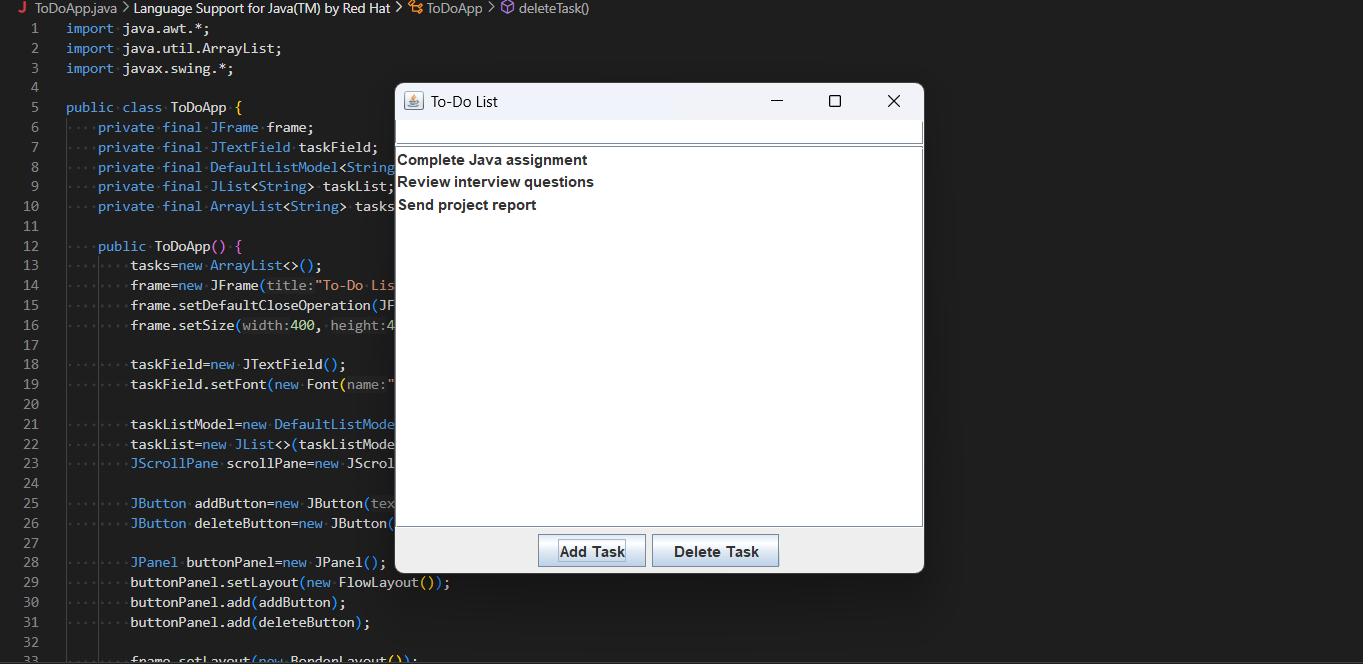 ToDoApp.java > Language Support for Java(TM) by Red Hat > ToDoApp > deleteTask()
1 import java.awt.*;
2 import java.util.ArrayList;
3 import javax.swing.*;
4
5 public class ToDoApp {
6 private final JFrame frame;
7 private final JTextField taskField;
8 private final DefaultListModel<String
9 private final JList<String> taskList;
10 private final ArrayList<String> tasks
11
12 public ToDoApp() {
13 tasks=new ArrayList<>();
14 frame=new JFrame(title:"To-Do Lis
15 frame.setDefaultCloseOperation(JF
16 frame.setSize(width:400, height:4
17
18 taskField=new JTextField();
19 taskField.setFont(new Font(name:"
20
21 taskListModel=new DefaultListMode
22 taskList=new JList<>(taskListMode
23 JScrollPane scrollPane=new JScrol
24
25 JButton addButton=new JButton(tex
26 JButton deleteButton=new JButton(
27
28 JPanel buttonPanel=new JPanel();
29 buttonPanel.setLayout(new FlowLayout());
30 buttonPanel.add(addButton);
31 buttonPanel.add(deleteButton);
32
33 frame.setLayout(new BorderLayout());
To-Do List
Complete Java assignment
Review interview questions
Send project report
Add Task
Delete Task